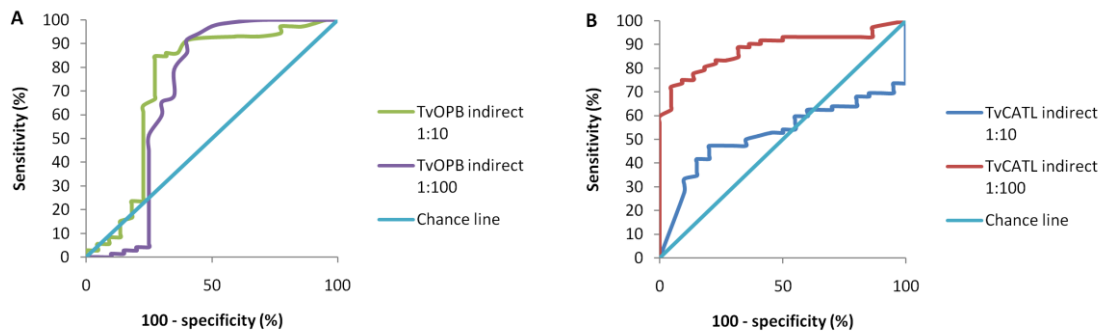 A
Sensitivity (%)
100
90
80
70
60
50
40
30
20
10
0
0
50
100
100 - specificity (%)
TvOPB indirect
1:10
TvOPB indirect
1:100
Chance line
B
Sensitivity (%)
100
90
80
70
60
50
40
30
20
10
0
0
50
100
100 - specificity (%)
TvCATL indirect
1:10
TvCATL indirect
1:100
Chance line